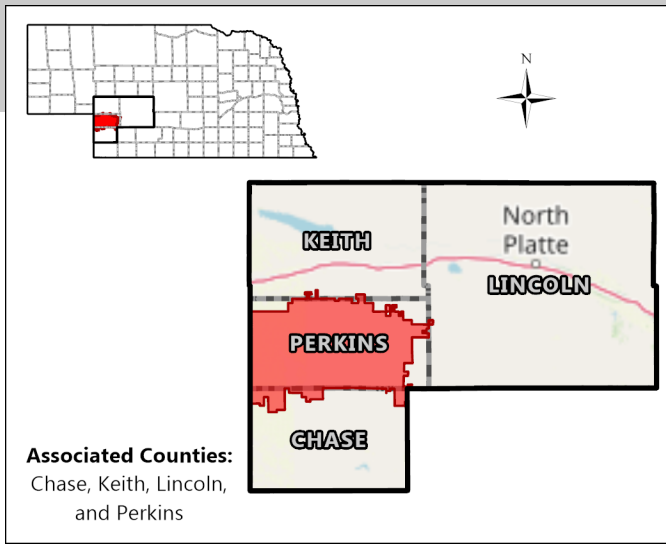 N
North
Platte
KEITH
LINCOLN
PERKINS
CHASE
Associated Counties:
Chase, Keith, Lincoln,
and Perkins